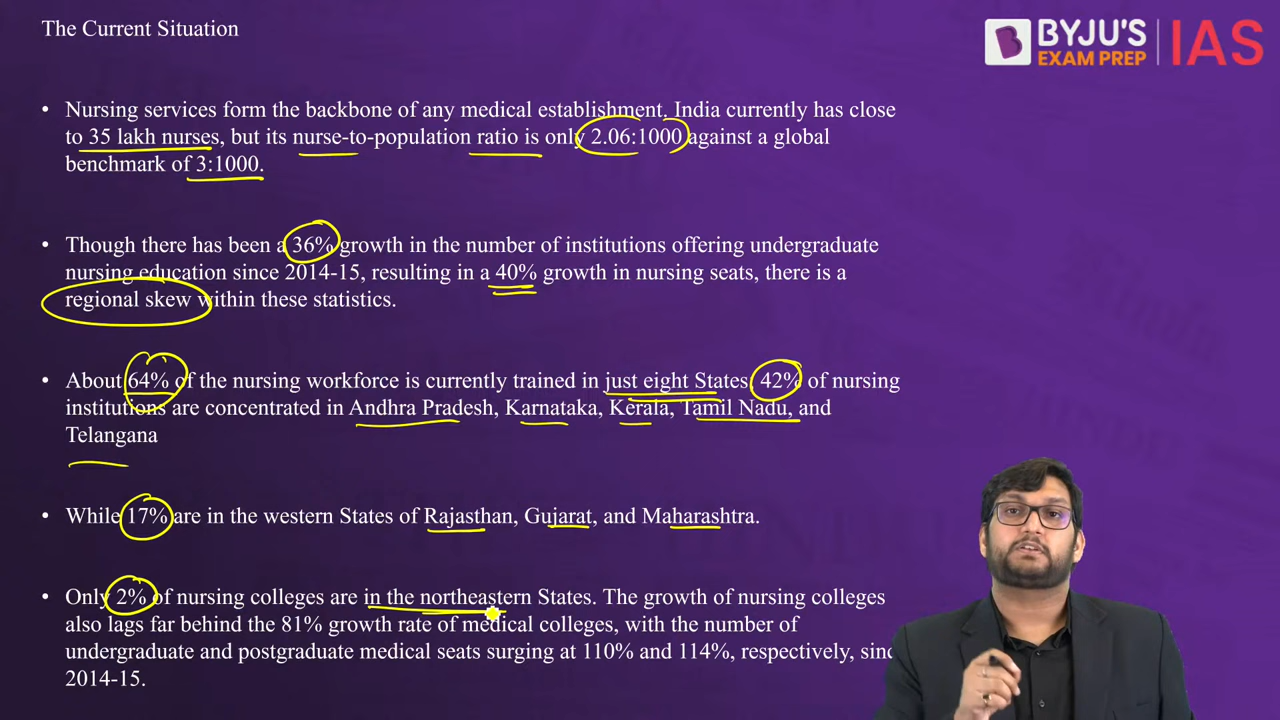 The Current Situation
BYJU'S
EXAM PREP
IAS
• Nursing services form the backbone of any medical establishment. India currently has close
to 35 lakh nurses, but its nurse-to-population ratio is only 2.06:1000 against a global
benchmark of 3:1000.
• Though there has been a 36% growth in the number of institutions offering undergraduate
nursing education since 2014-15, resulting in a 40% growth in nursing seats, there is a
regional skew within these statistics.
• About 64% of the nursing workforce is currently trained in just eight States. 42% of nursing
institutions are concentrated in Andhra Pradesh, Karnataka, Kerala, Tamil Nadu, and
Telangana
• While 17% are in the western States of Rajasthan, Gujarat, and Maharashtra.
• Only 2% of nursing colleges are in the northeastern States. The growth of nursing colleges
also lags far behind the 81% growth rate of medical colleges, with the number of
undergraduate and postgraduate medical seats surging at 110% and 114%, respectively,
2014-15.